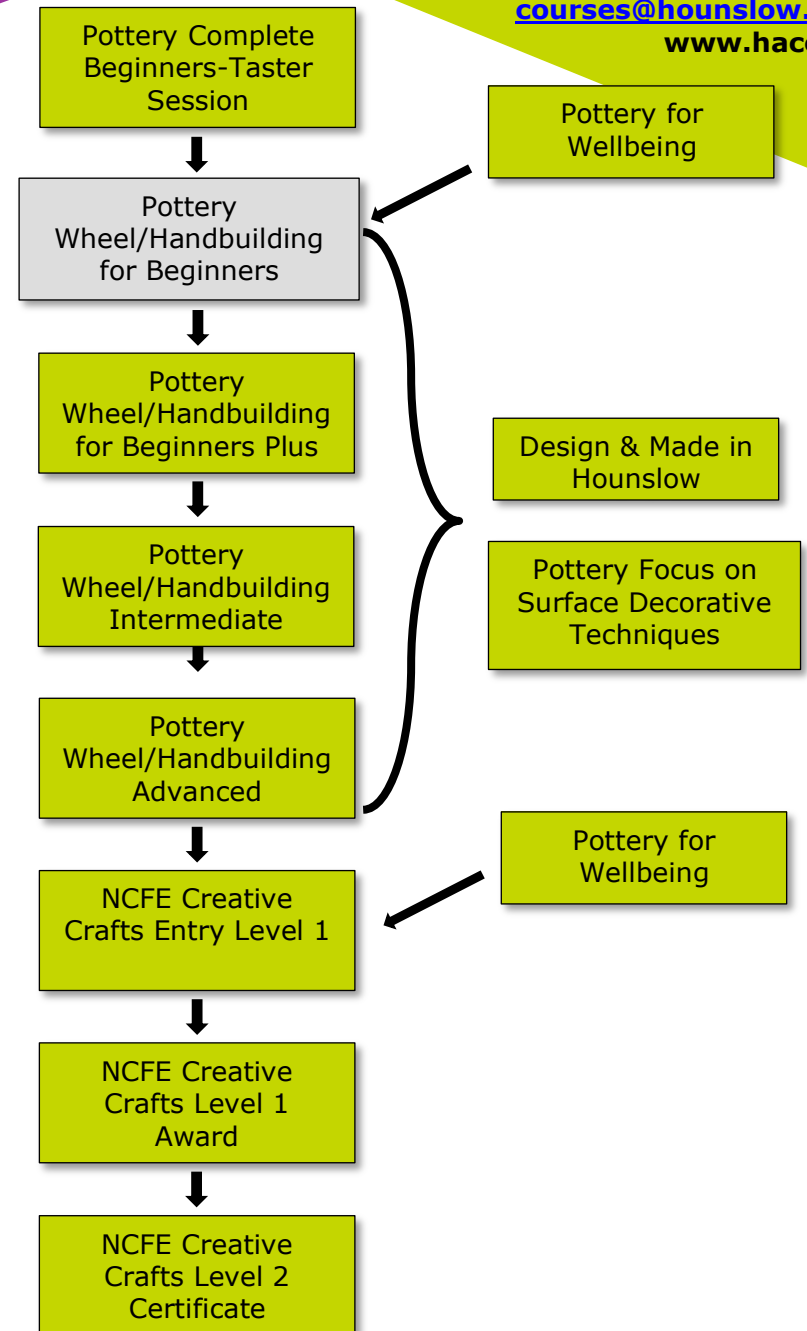 courses@hounslow.
www.hac
Pottery Complete
Beginners-Taster
Session
Pottery for
Wellbeing
Pottery
Wheel/Handbuilding
for Beginners
Pottery
Wheel/Handbuilding
for Beginners Plus
Design & Made in
Hounslow
Pottery
Wheel/Handbuilding
Intermediate
Pottery Focus on
Surface Decorative
Techniques
Pottery
Wheel/Handbuilding
Advanced
Pottery for
Wellbeing
NCFE Creative
Crafts Entry Level 1
NCFE Creative
Crafts Level 1
Award
NCFE Creative
Crafts Level 2
Certificate